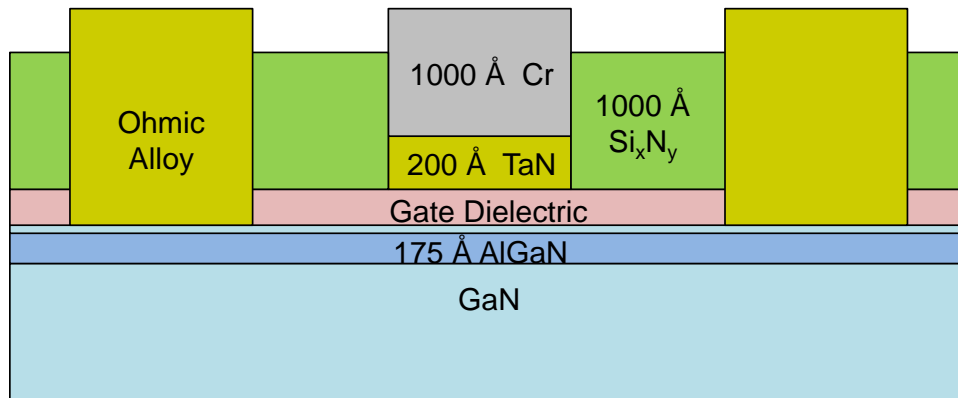 1000 Å Cr
Ohmic
Alloy
200 Å TaN
1000 Å
SixNy
Gate Dielectric
175 Å AlGaN
GaN